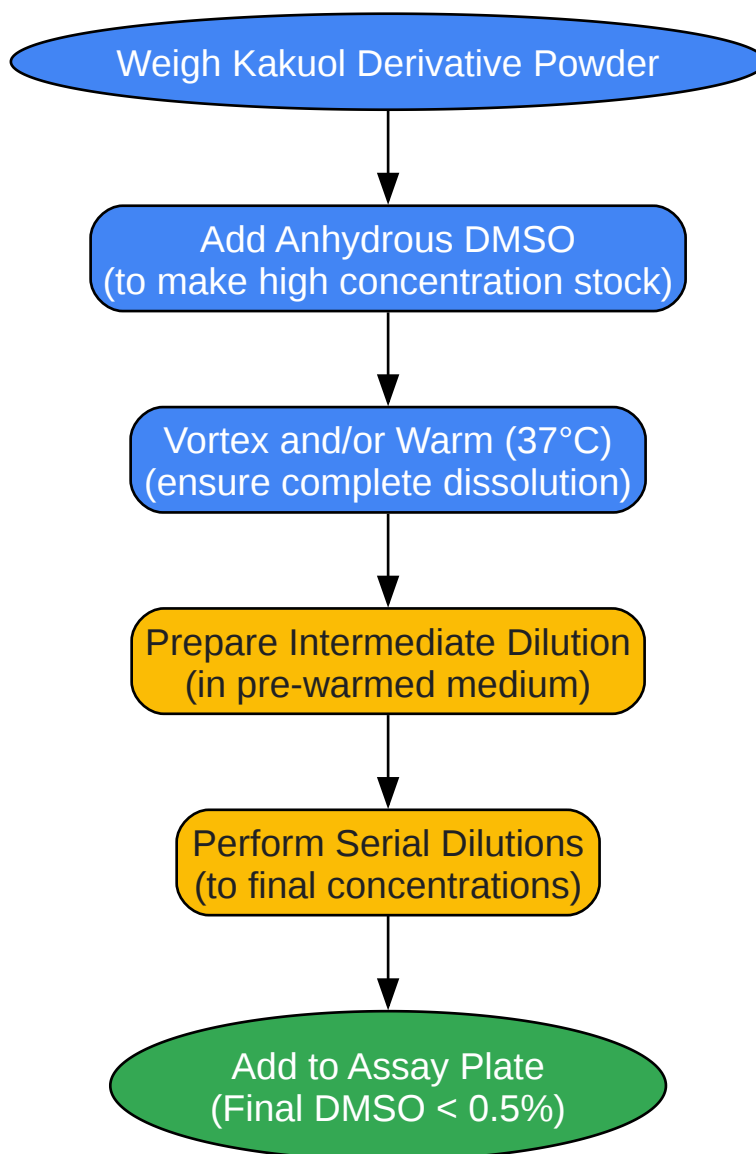 Weigh Kakuol Derivative Powder
Add Anhydrous DMSO
(to make high concentration stock)
Vortex and/or Warm (37°C)
(ensure complete dissolution)
Prepare Intermediate Dilution
(in pre-warmed medium)
Perform Serial Dilutions
(to final concentrations)
Add to Assay Plate
(Final DMSO < 0.5%)